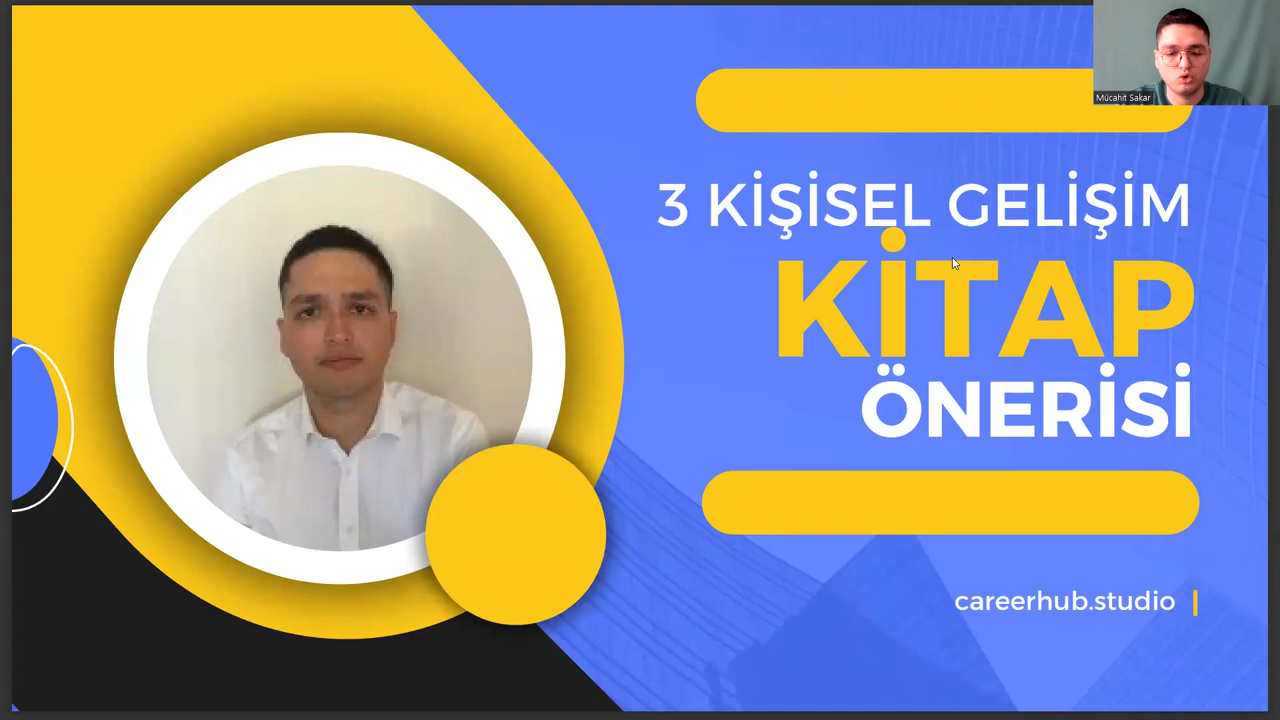 Mücahit Sakar
3 KİŞİSEL GELİŞİM
KİTAP
ÖNERİSİ
careerhub.studio